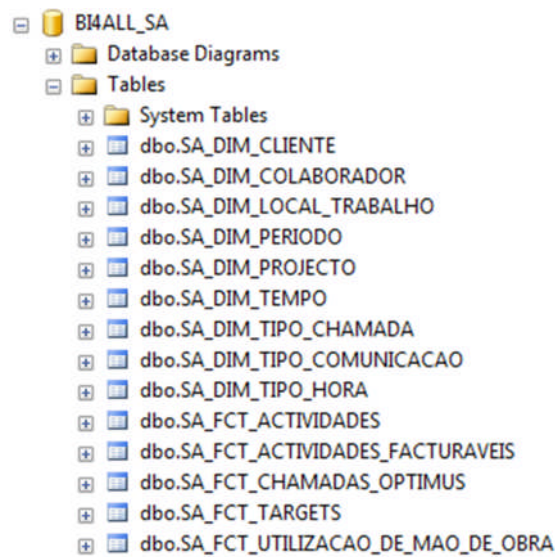 BI4ALL_SA
Database Diagrams
Tables
System Tables
dbo.SA_DIM_CLIENTE
dbo.SA_DIM_COLABORADOR
dbo.SA_DIM_LOCAL_TRABALHO
dbo.SA_DIM_PERIODO
dbo.SA_DIM_PROJECTO
dbo.SA_DIM_TEMPO
dbo.SA_DIM_TIPO_CHAMADA
dbo.SA_DIM_TIPO_COMUNICACAO
dbo.SA_DIM_TIPO_HORA
dbo.SA_FCT_ACTIVIDADES
dbo.SA_FCT_ACTIVIDADES_FACTURAVEIS
dbo.SA_FCT_CHAMADAS_OPTIMUS
dbo.SA_FCT_TARGETS
dbo.SA_FCT_UTILIZACAO_DE_MAO_DE_OBRA